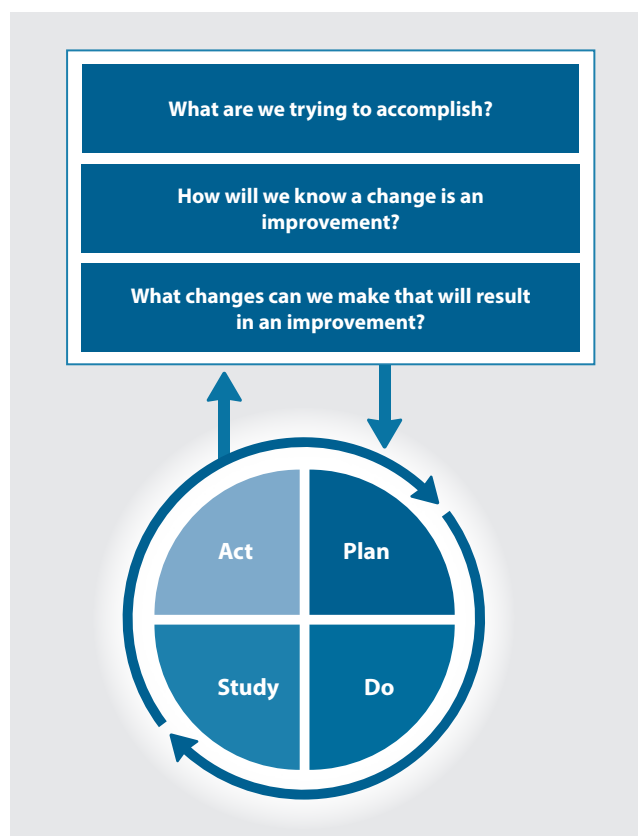 What are we trying to accomplish?
How will we know a change is an
improvement?
What changes can we make that will result
in an improvement?
Act
Plan
Study
Do